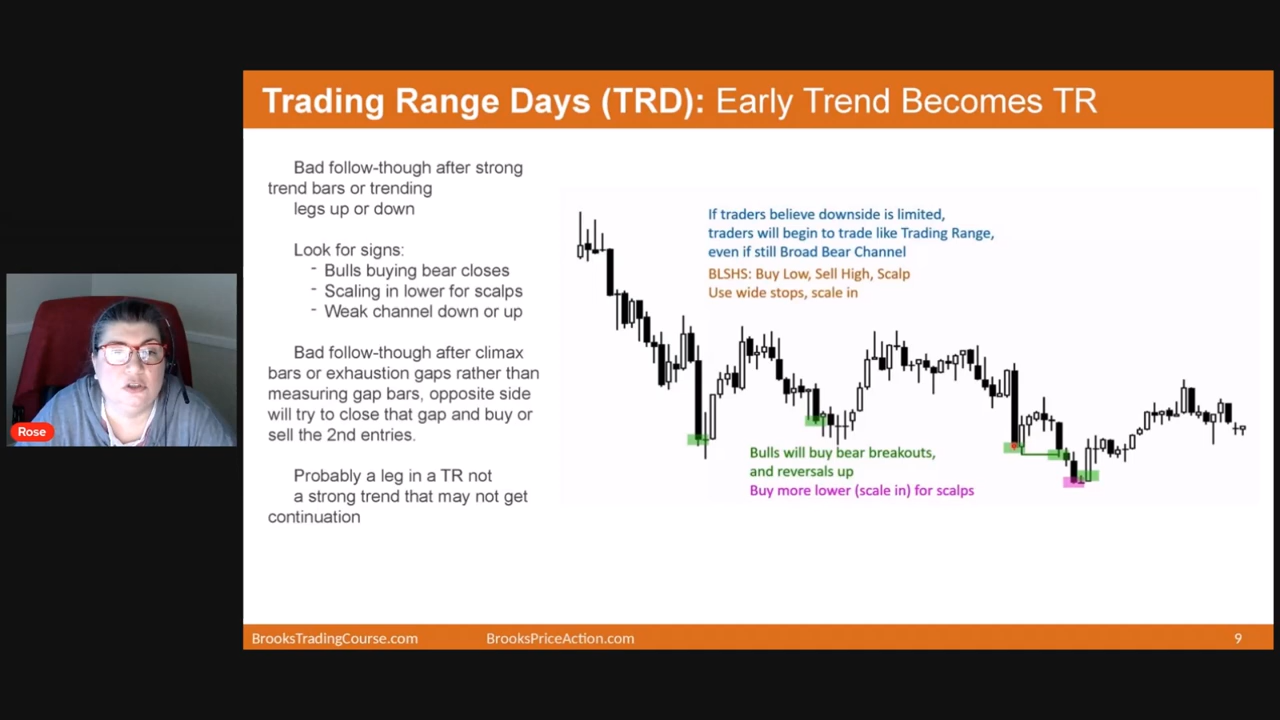 Trading Range Days (TRD): Early Trend Becomes TR
Bad follow-though after strong
trend bars or trending
legs up or down
Look for signs:
- Bulls buying bear closes
- Scaling in lower for scalps
- Weak channel down or up
Bad follow-though after climax
bars or exhaustion gaps rather than
measuring gap bars, opposite side
will try to close that gap and buy or
sell the 2nd entries.
Probably a leg in a TR not
a strong trend that may not get
continuation
If traders believe downside is limited,
traders will begin to trade like Trading Range,
even if still Broad Bear Channel
BLSHS: Buy Low, Sell High, Scalp
Use wide stops, scale in
Bulls will buy bear breakouts,
and reversals up
Buy more lower (scale in) for scalps
Rose
BrooksTradingCourse.com
BrooksPriceAction.com
9